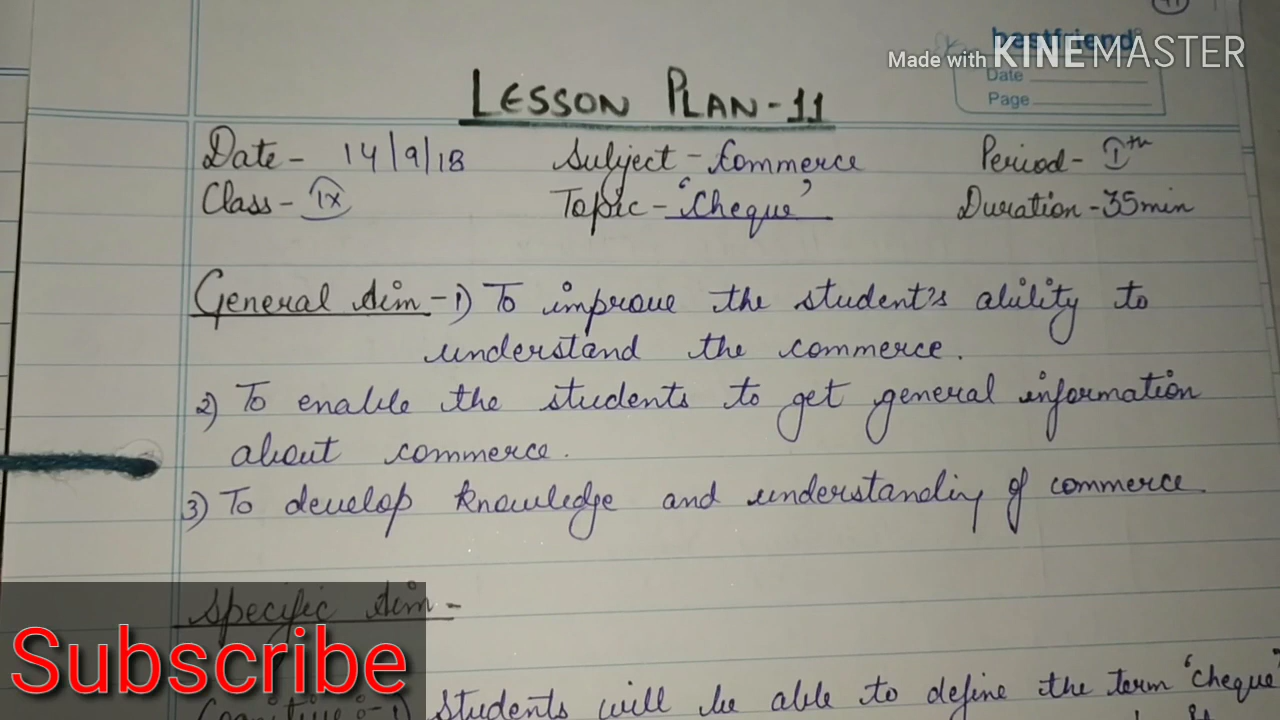 bestfriend
Made with KINEMASTER
Date
Page
LESSON PLAN-11
Date- 14/9/18 Subject- Commerce Period- Ith
Class- IX Topic- 'Cheque' Duration-35min
General Aim-1) To improve the student's ability to
understand the commerce.
2) To enable the students to get general information
about commerce.
3) To develop knowledge and understanding of commerce.
Specific Aim-
Subscribe
Cognitive:- 1) Students will be able to define the term 'cheque'